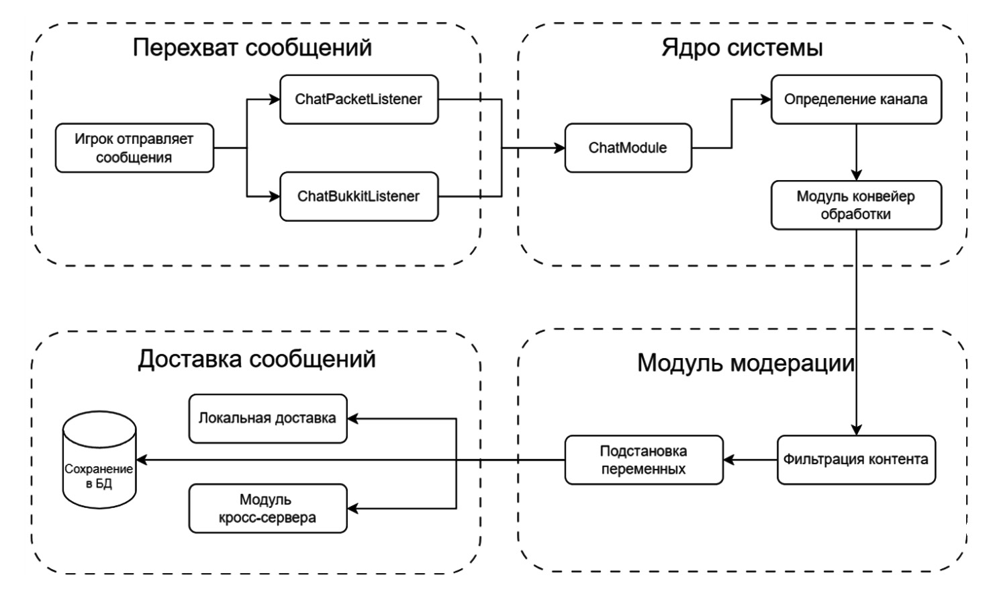 Перехват сообщений
Игрок отправляет
сообщения
ChatPacketListener
ChatBukkitListener
Ядро системы
ChatModule
Определение канала
Модуль конвейер
обработки
Модуль модерации
Фильтрация контента
Подстановка
переменных
Доставка сообщений
Локальная доставка
Сохранение
в БД
Модуль
кросс-сервера